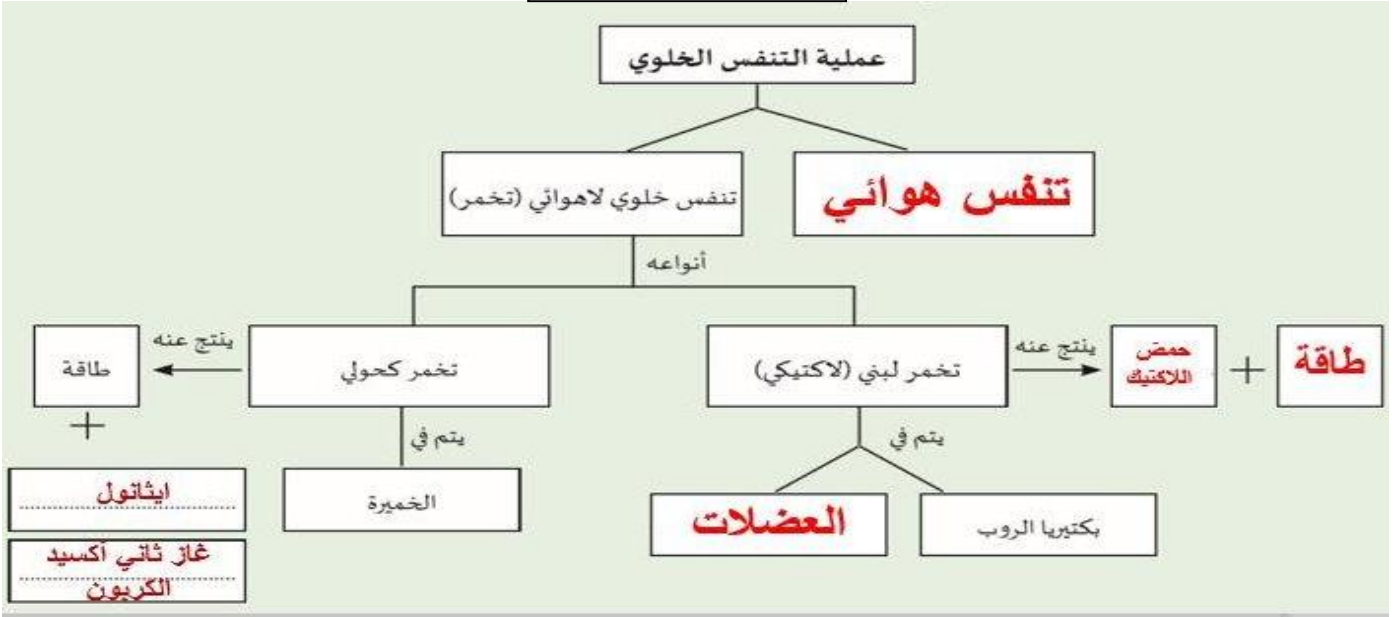 عملية التنفس الخلوي
تنفس هوائي
تنفس خلوي لاهوائي (تخمر)
أنواعه
طاقة
+
حمض
اللاكتيك
ينتج عنه
تخمر لبني (لاكتيكي)
تخمر كحولي
ينتج عنه
طاقة
+
يتم في
يتم في
بكتيريا الروب
العضلات
الخميرة
ايثانول
غاز ثاني أكسيد
الكربون